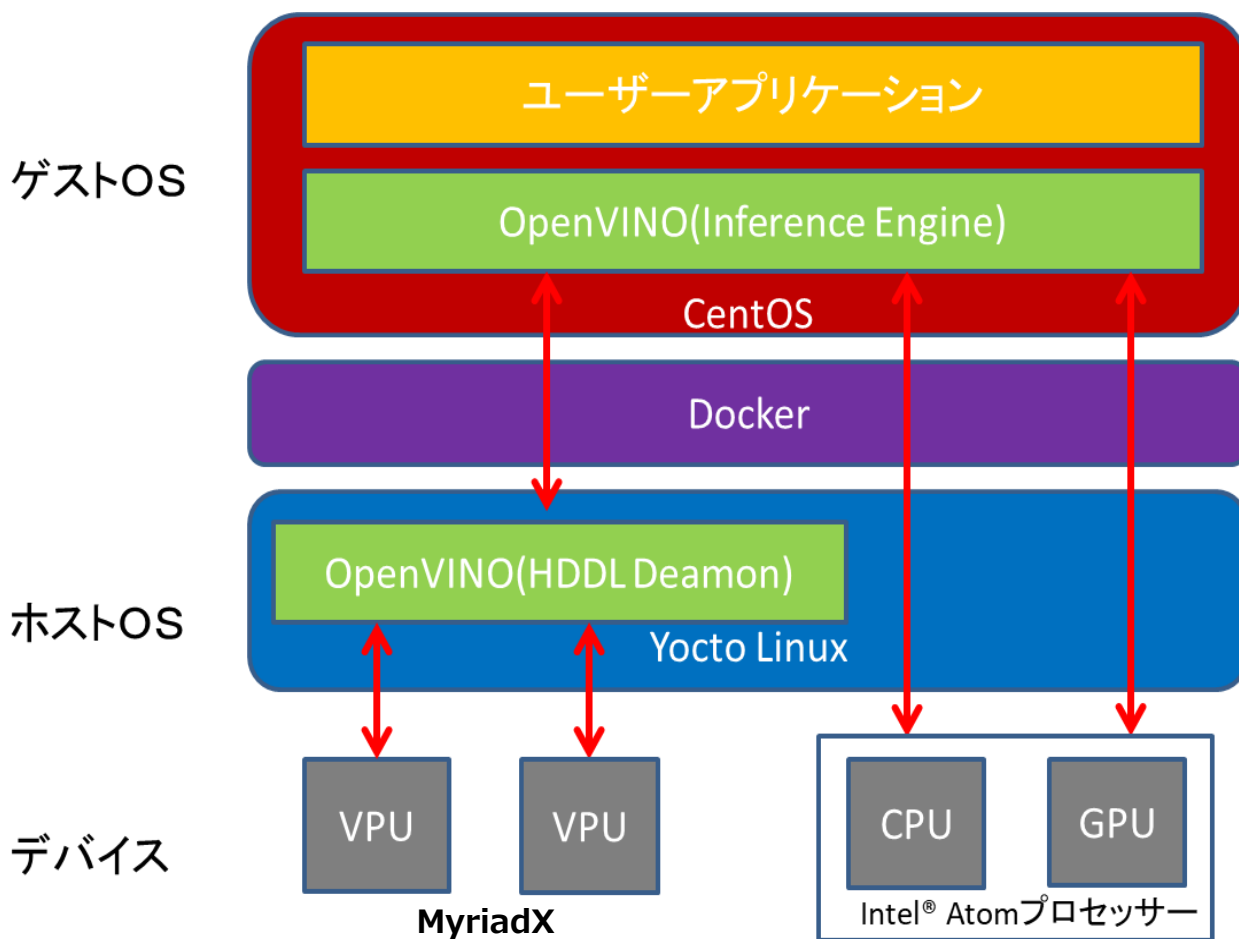 ユーザーアプリケーション
ゲストOS
OpenVINO(Inference Engine)
CentOS
Docker
OpenVINO(HDDL Deamon)
ホストOS
Yocto Linux
VPU
VPU
CPU
GPU
デバイス
MyriadX
Intel® Atomプロセッサー